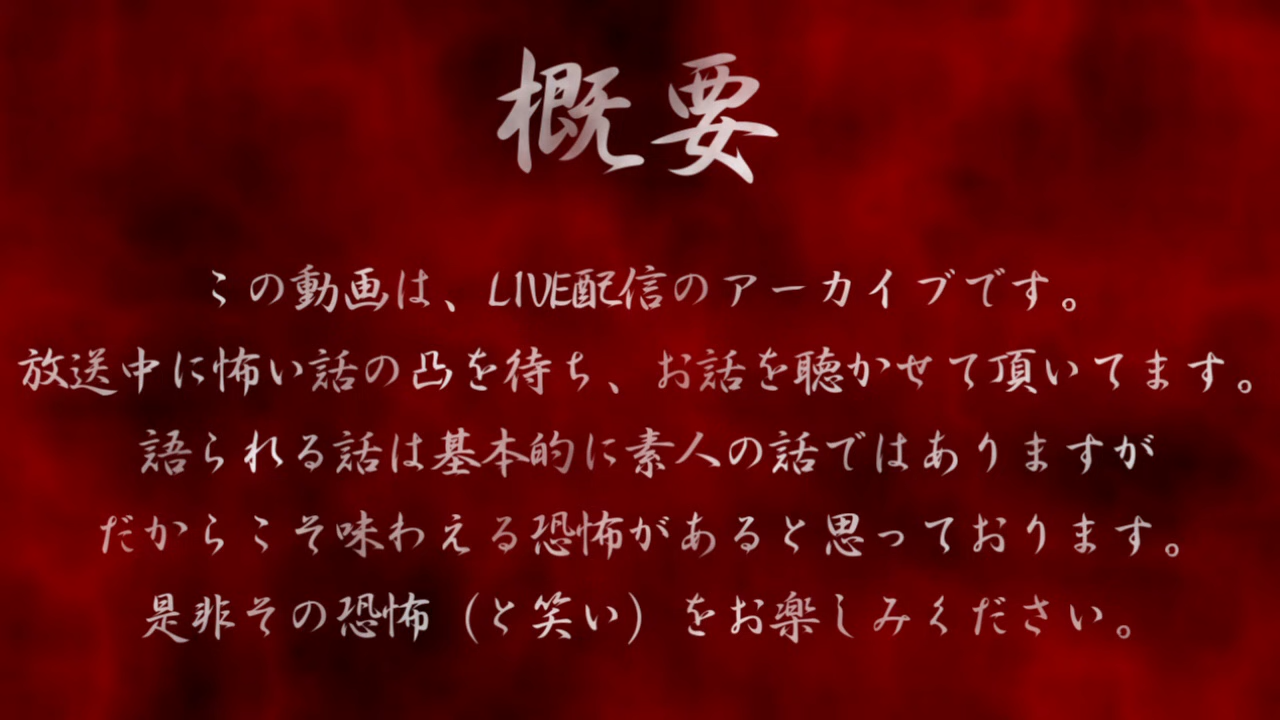 概要
この動画は、LIVE配信のアーカイブです。
放送中に怖い話の凸を待ち、お話を聴かせて頂いてます。
語られる話は基本的に素人の話ではありますが
だからこそ味わえる恐怖があると思っております。
是非その恐怖（と笑い）をお楽しみください。